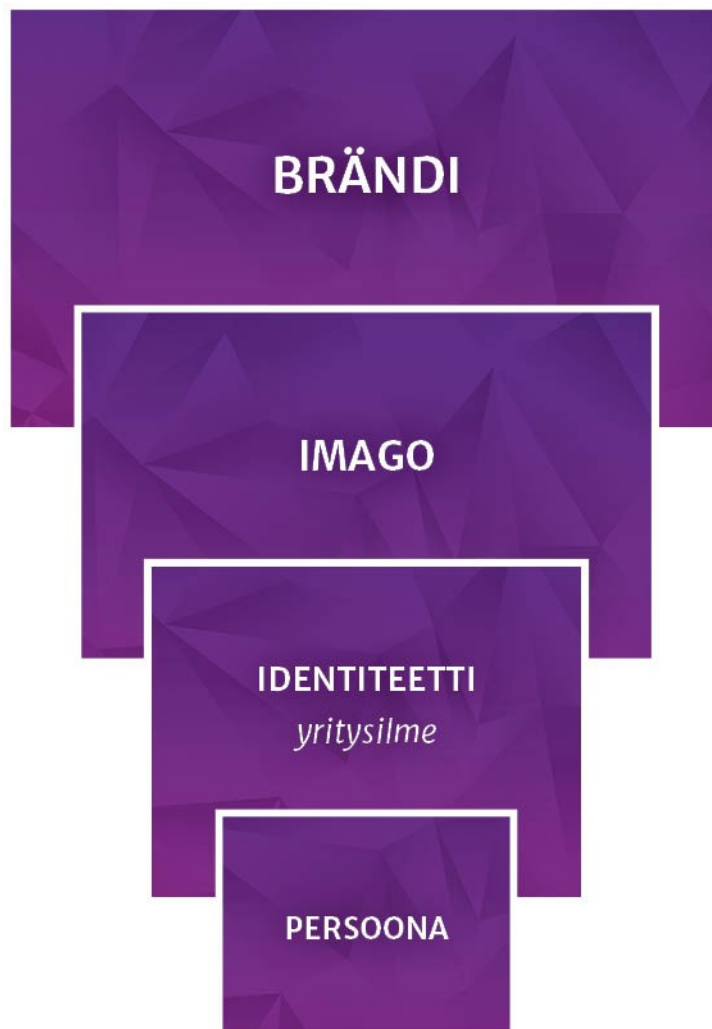 BRÄNDI
IMAGO
IDENTITEETTI
yritysilme
PERSOONA